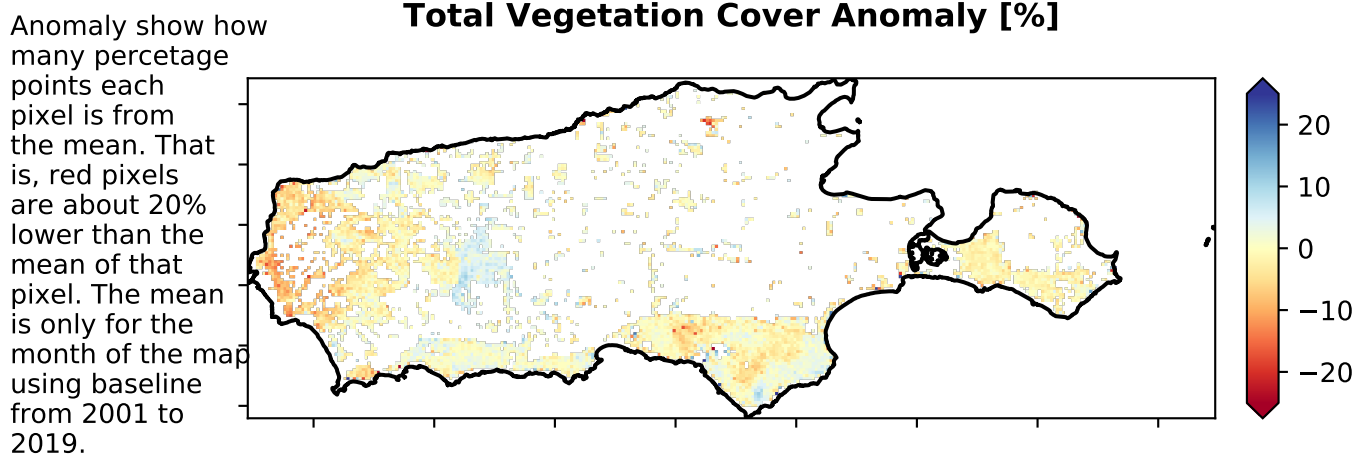 Total Vegetation Cover Anomaly [%]
Anomaly show how
many percetage
points each
pixel is from
the mean. That
is, red pixels
are about 20%
lower than the
mean of that
pixel. The mean
is only for the
month of the map
using baseline
from 2001 to
2019.
20
10
0
−10
−20